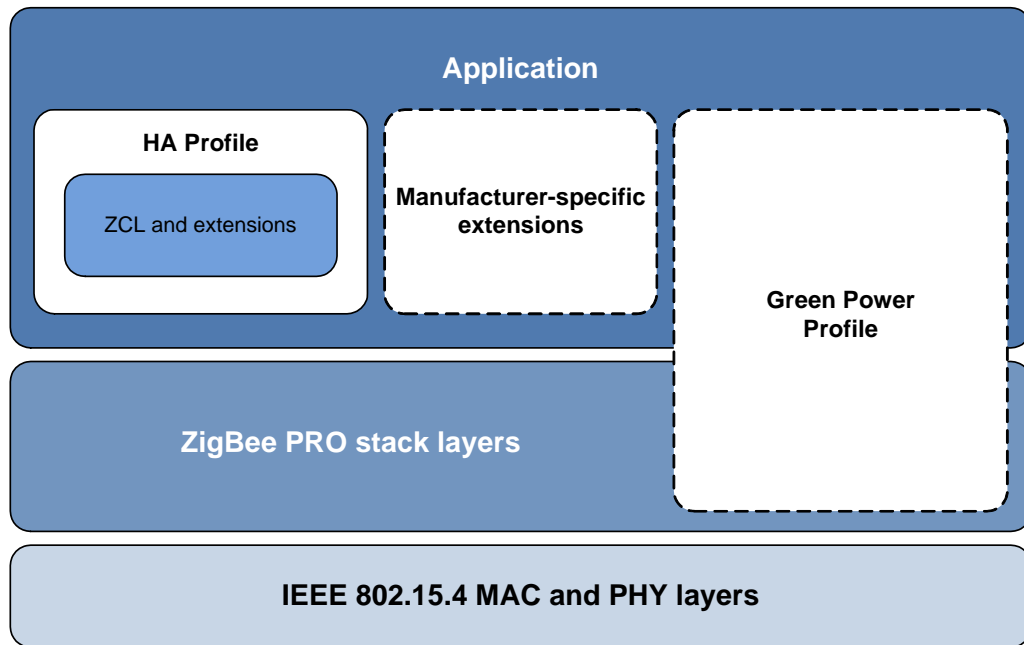 Application
HA Profile
ZCL and extensions
Manufacturer-specific
extensions
Green Power
Profile
ZigBee PRO stack layers
IEEE 802.15.4 MAC and PHY layers